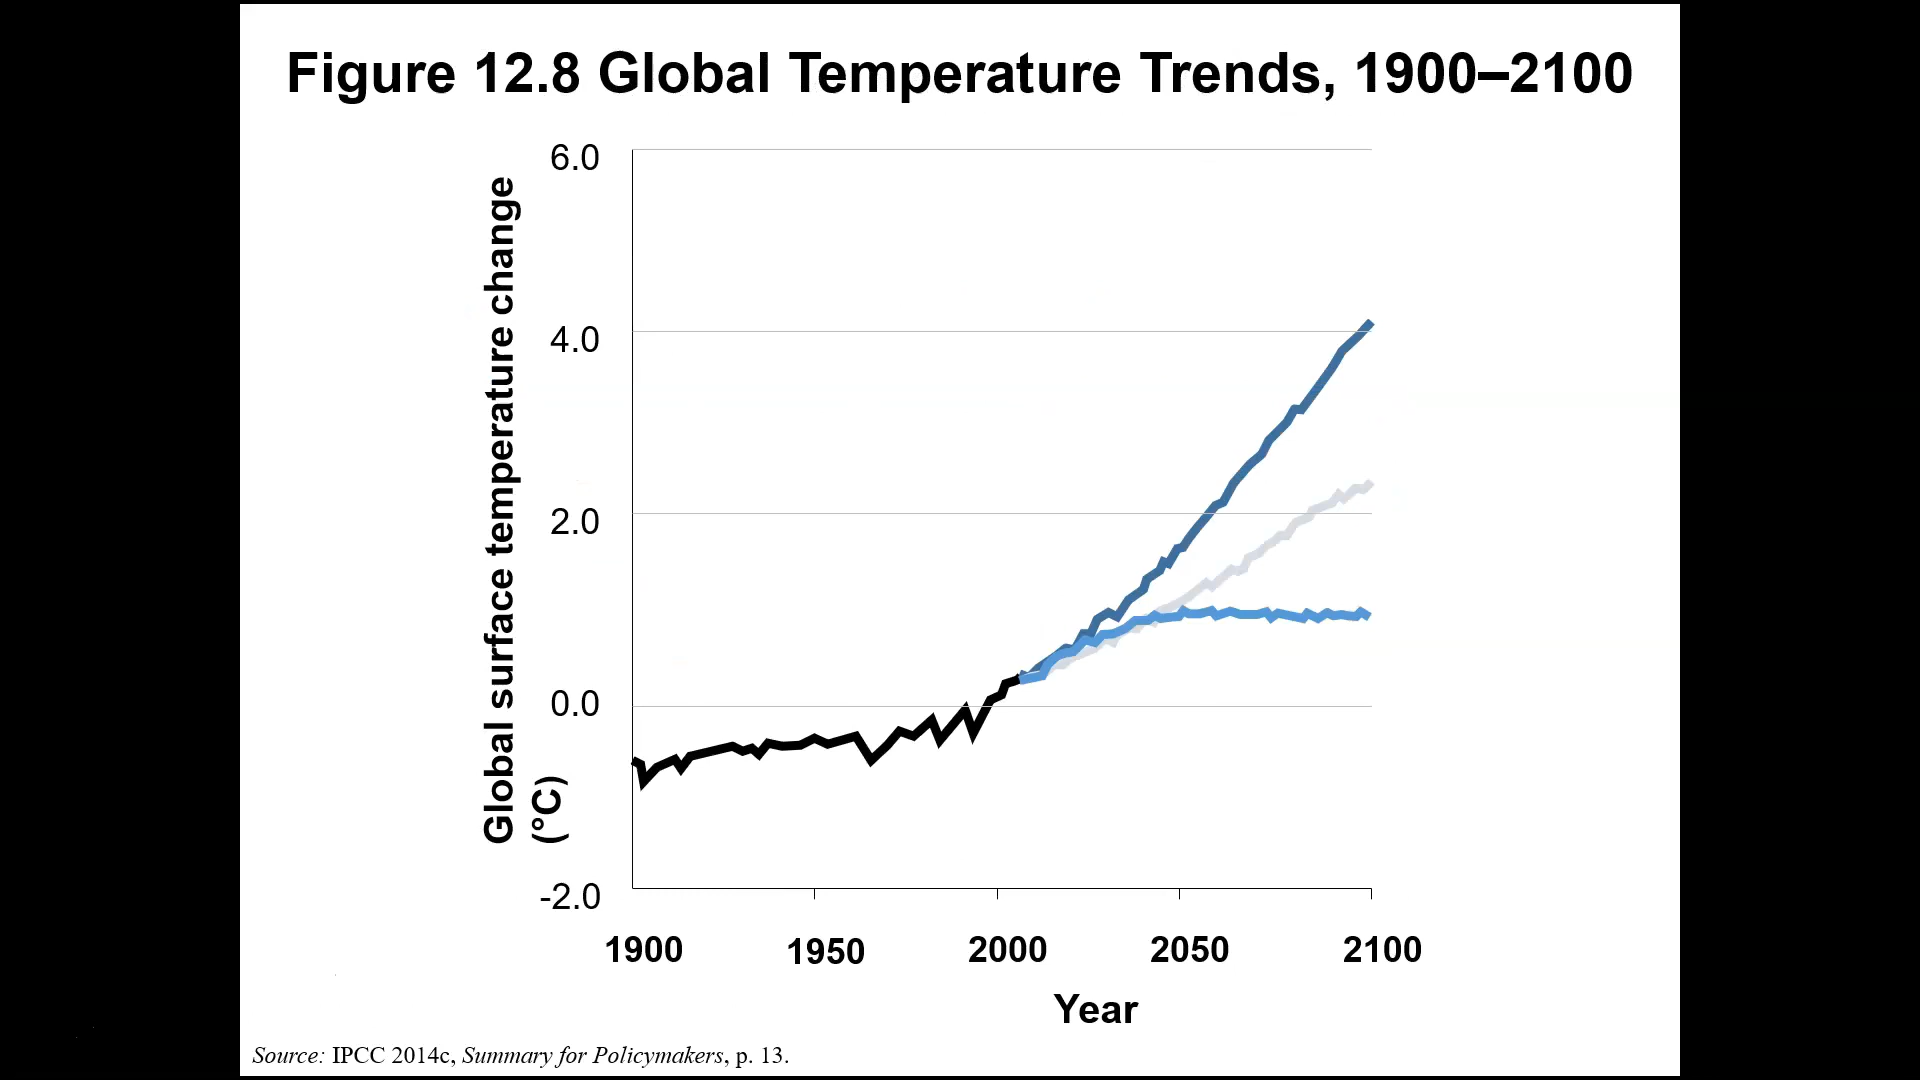 Figure 12.8 Global Temperature Trends, 1900–2100
Global surface temperature change
(°C)
6.0
4.0
2.0
0.0
-2.0
1900
1950
2000
2050
2100
Year
Source: IPCC 2014c, Summary for Policymakers, p. 13.